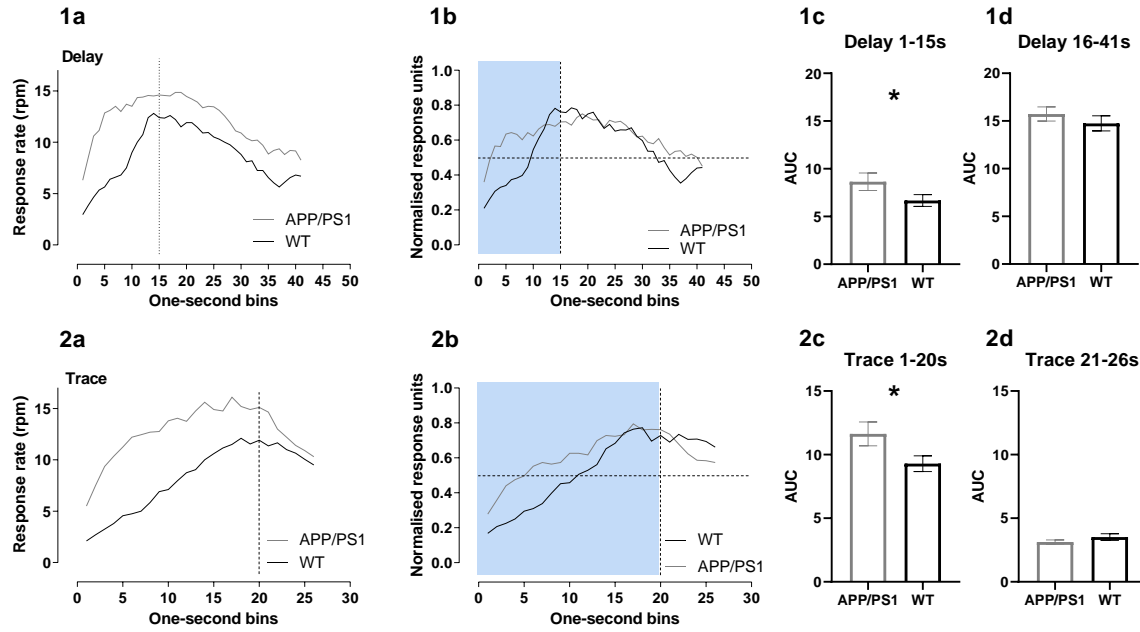 1a
Delay
Response rate (rpm)
15
10
5
0
APP/PS1
WT
0 5 10 15 20 25 30 35 40 45 50
One-second bins
1b
Normalised response units
1.0
0.8
0.6
0.4
0.2
0.0
APP/PS1
WT
0 5 10 15 20 25 30 35 40 45 50
One-second bins
1c
Delay 1-15s
AUC
20
15
10
5
0
*
APP/PS1 WT
1d
Delay 16-41s
AUC
20
15
10
5
0
APP/PS1 WT
2a
Trace
Response rate (rpm)
15
10
5
0
APP/PS1
WT
0 5 10 15 20 25 30
One-second bins
2b
Normalised response units
1.0
0.8
0.6
0.4
0.2
0.0
WT
APP/PS1
0 5 10 15 20 25 30
One-second bins
2c
Trace 1-20s
AUC
15
10
5
0
*
APP/PS1 WT
2d
Trace 21-26s
AUC
15
10
5
0
APP/PS1 WT